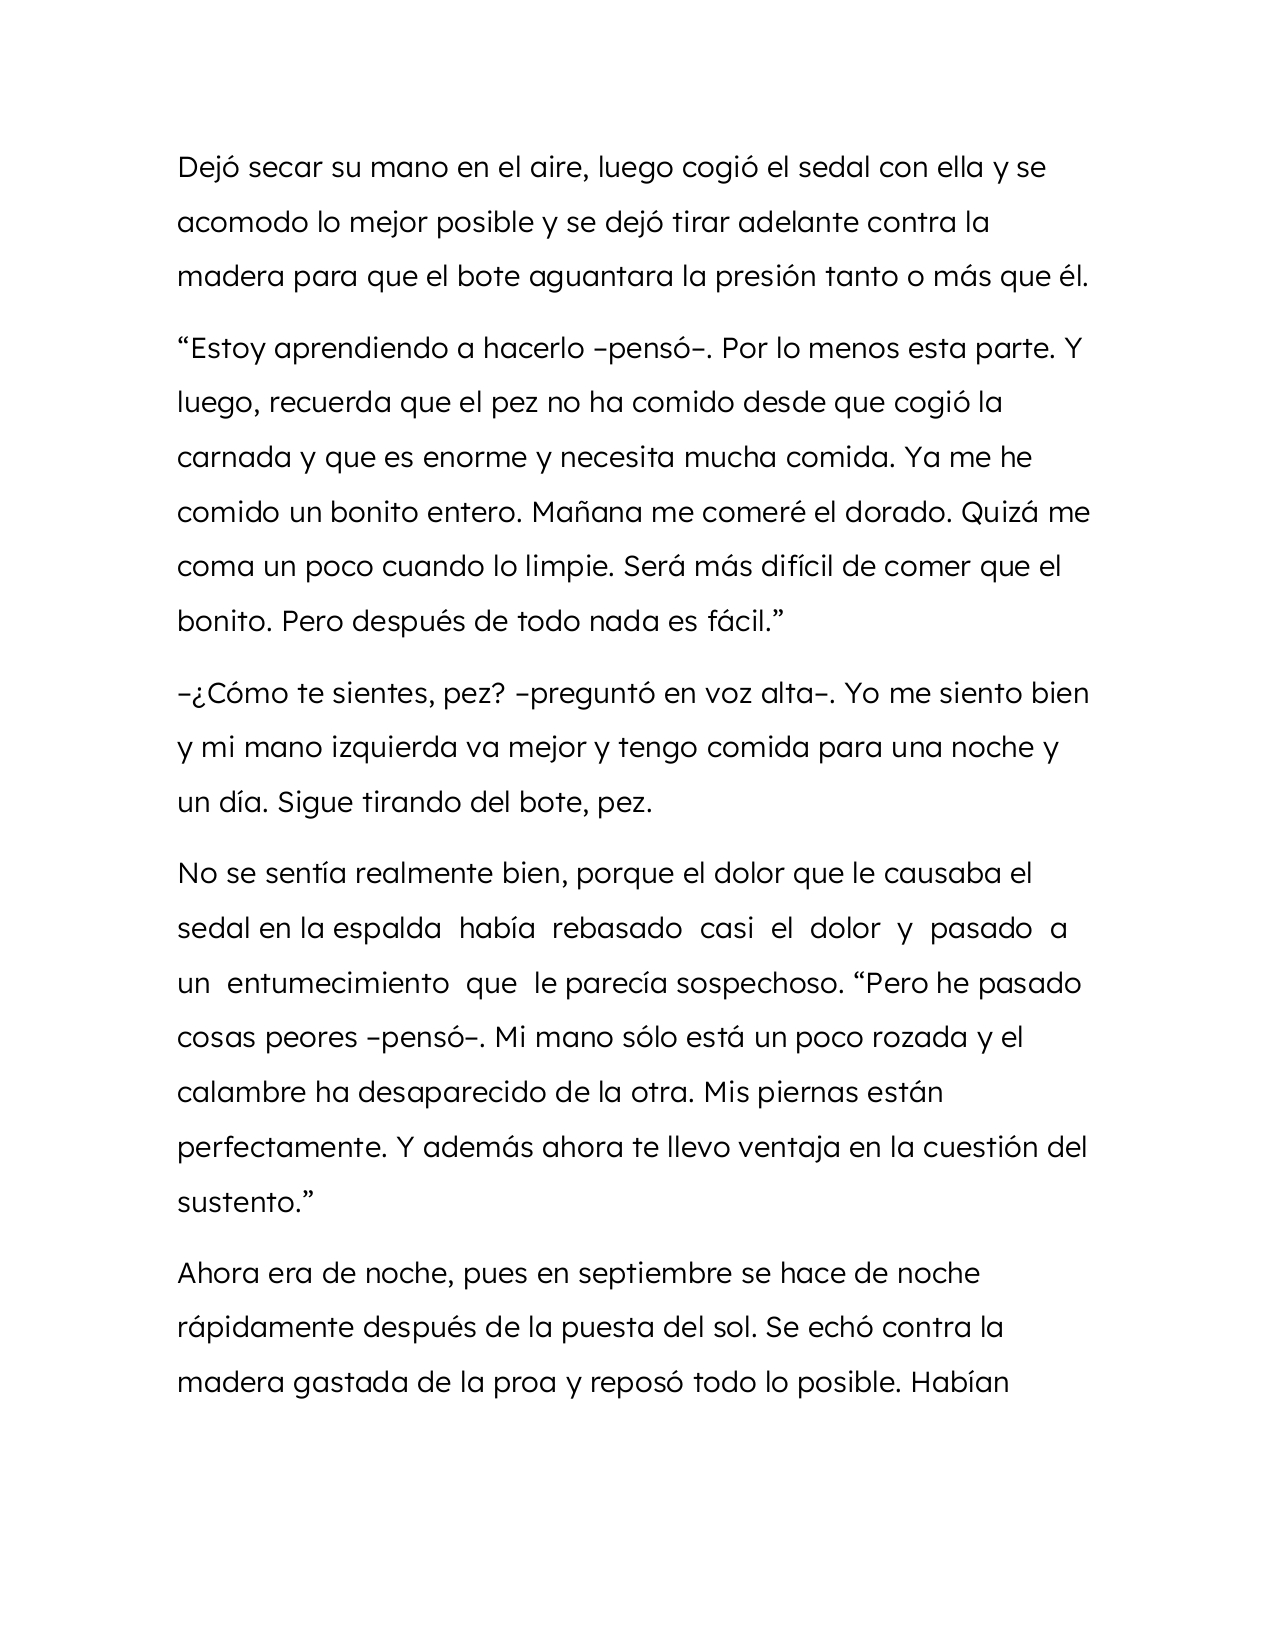 Dejó secar su mano en el aire, luego cogió el sedal con ella y se
acomodo lo mejor posible y se dejó tirar adelante contra la
madera para que el bote aguantara la presión tanto o más que él.
“Estoy aprendiendo a hacerlo –pensó–. Por lo menos esta parte. Y
luego, recuerda que el pez no ha comido desde que cogió la
carnada y que es enorme y necesita mucha comida. Ya me he
comido un bonito entero. Mañana me comeré el dorado. Quizá me
coma un poco cuando lo limpie. Será más difícil de comer que el
bonito. Pero después de todo nada es fácil.”
–¿Cómo te sientes, pez? –preguntó en voz alta–. Yo me siento bien
y mi mano izquierda va mejor y tengo comida para una noche y
un día. Sigue tirando del bote, pez.
No se sentía realmente bien, porque el dolor que le causaba el
sedal en la espalda había rebasado casi el dolor y pasado a
un entumecimiento que le parecía sospechoso. “Pero he pasado
cosas peores –pensó–. Mi mano sólo está un poco rozada y el
calambre ha desaparecido de la otra. Mis piernas están
perfectamente. Y además ahora te llevo ventaja en la cuestión del
sustento.”
Ahora era de noche, pues en septiembre se hace de noche
rápidamente después de la puesta del sol. Se echó contra la
madera gastada de la proa y reposó todo lo posible. Habían